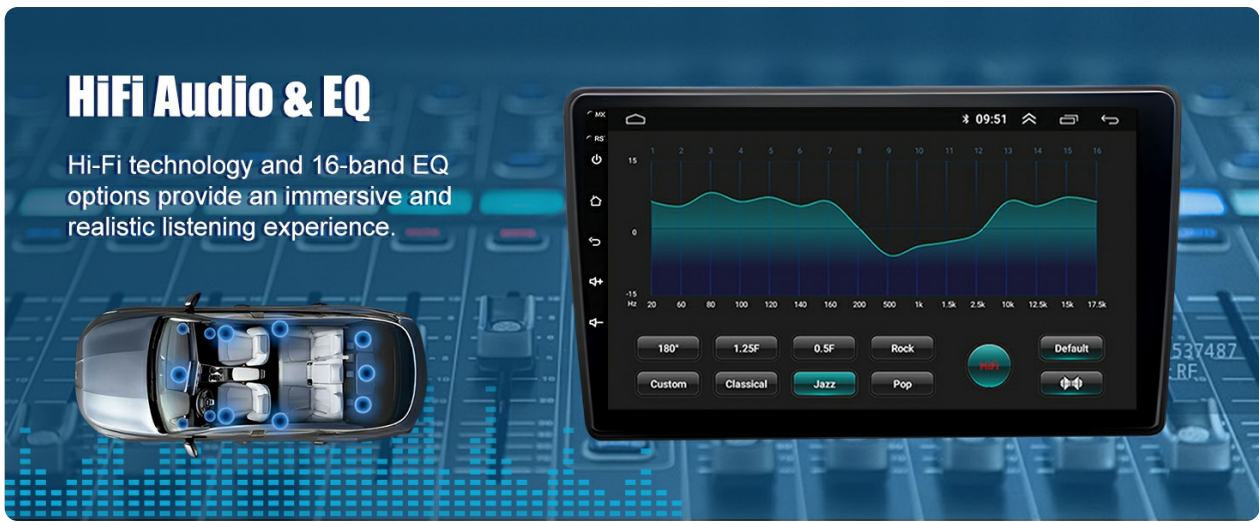 HiFi Audio & EQ
Hi-Fi technology and 16-band EQ
options provide an immersive and
realistic listening experience.
MX
RST
09:51
1 2 3 4 5 6 7 8 9 10 11 12 13 14 15 16
15
0
-15
Hz 20 60 80 100 120 140 160 200 500 1k 1.5k 2.5k 10k 12.5k 15k 17.5k
180° 1.25F 0.5F Rock
HiFi
Default
Custom Classical Jazz Pop
537487
RF